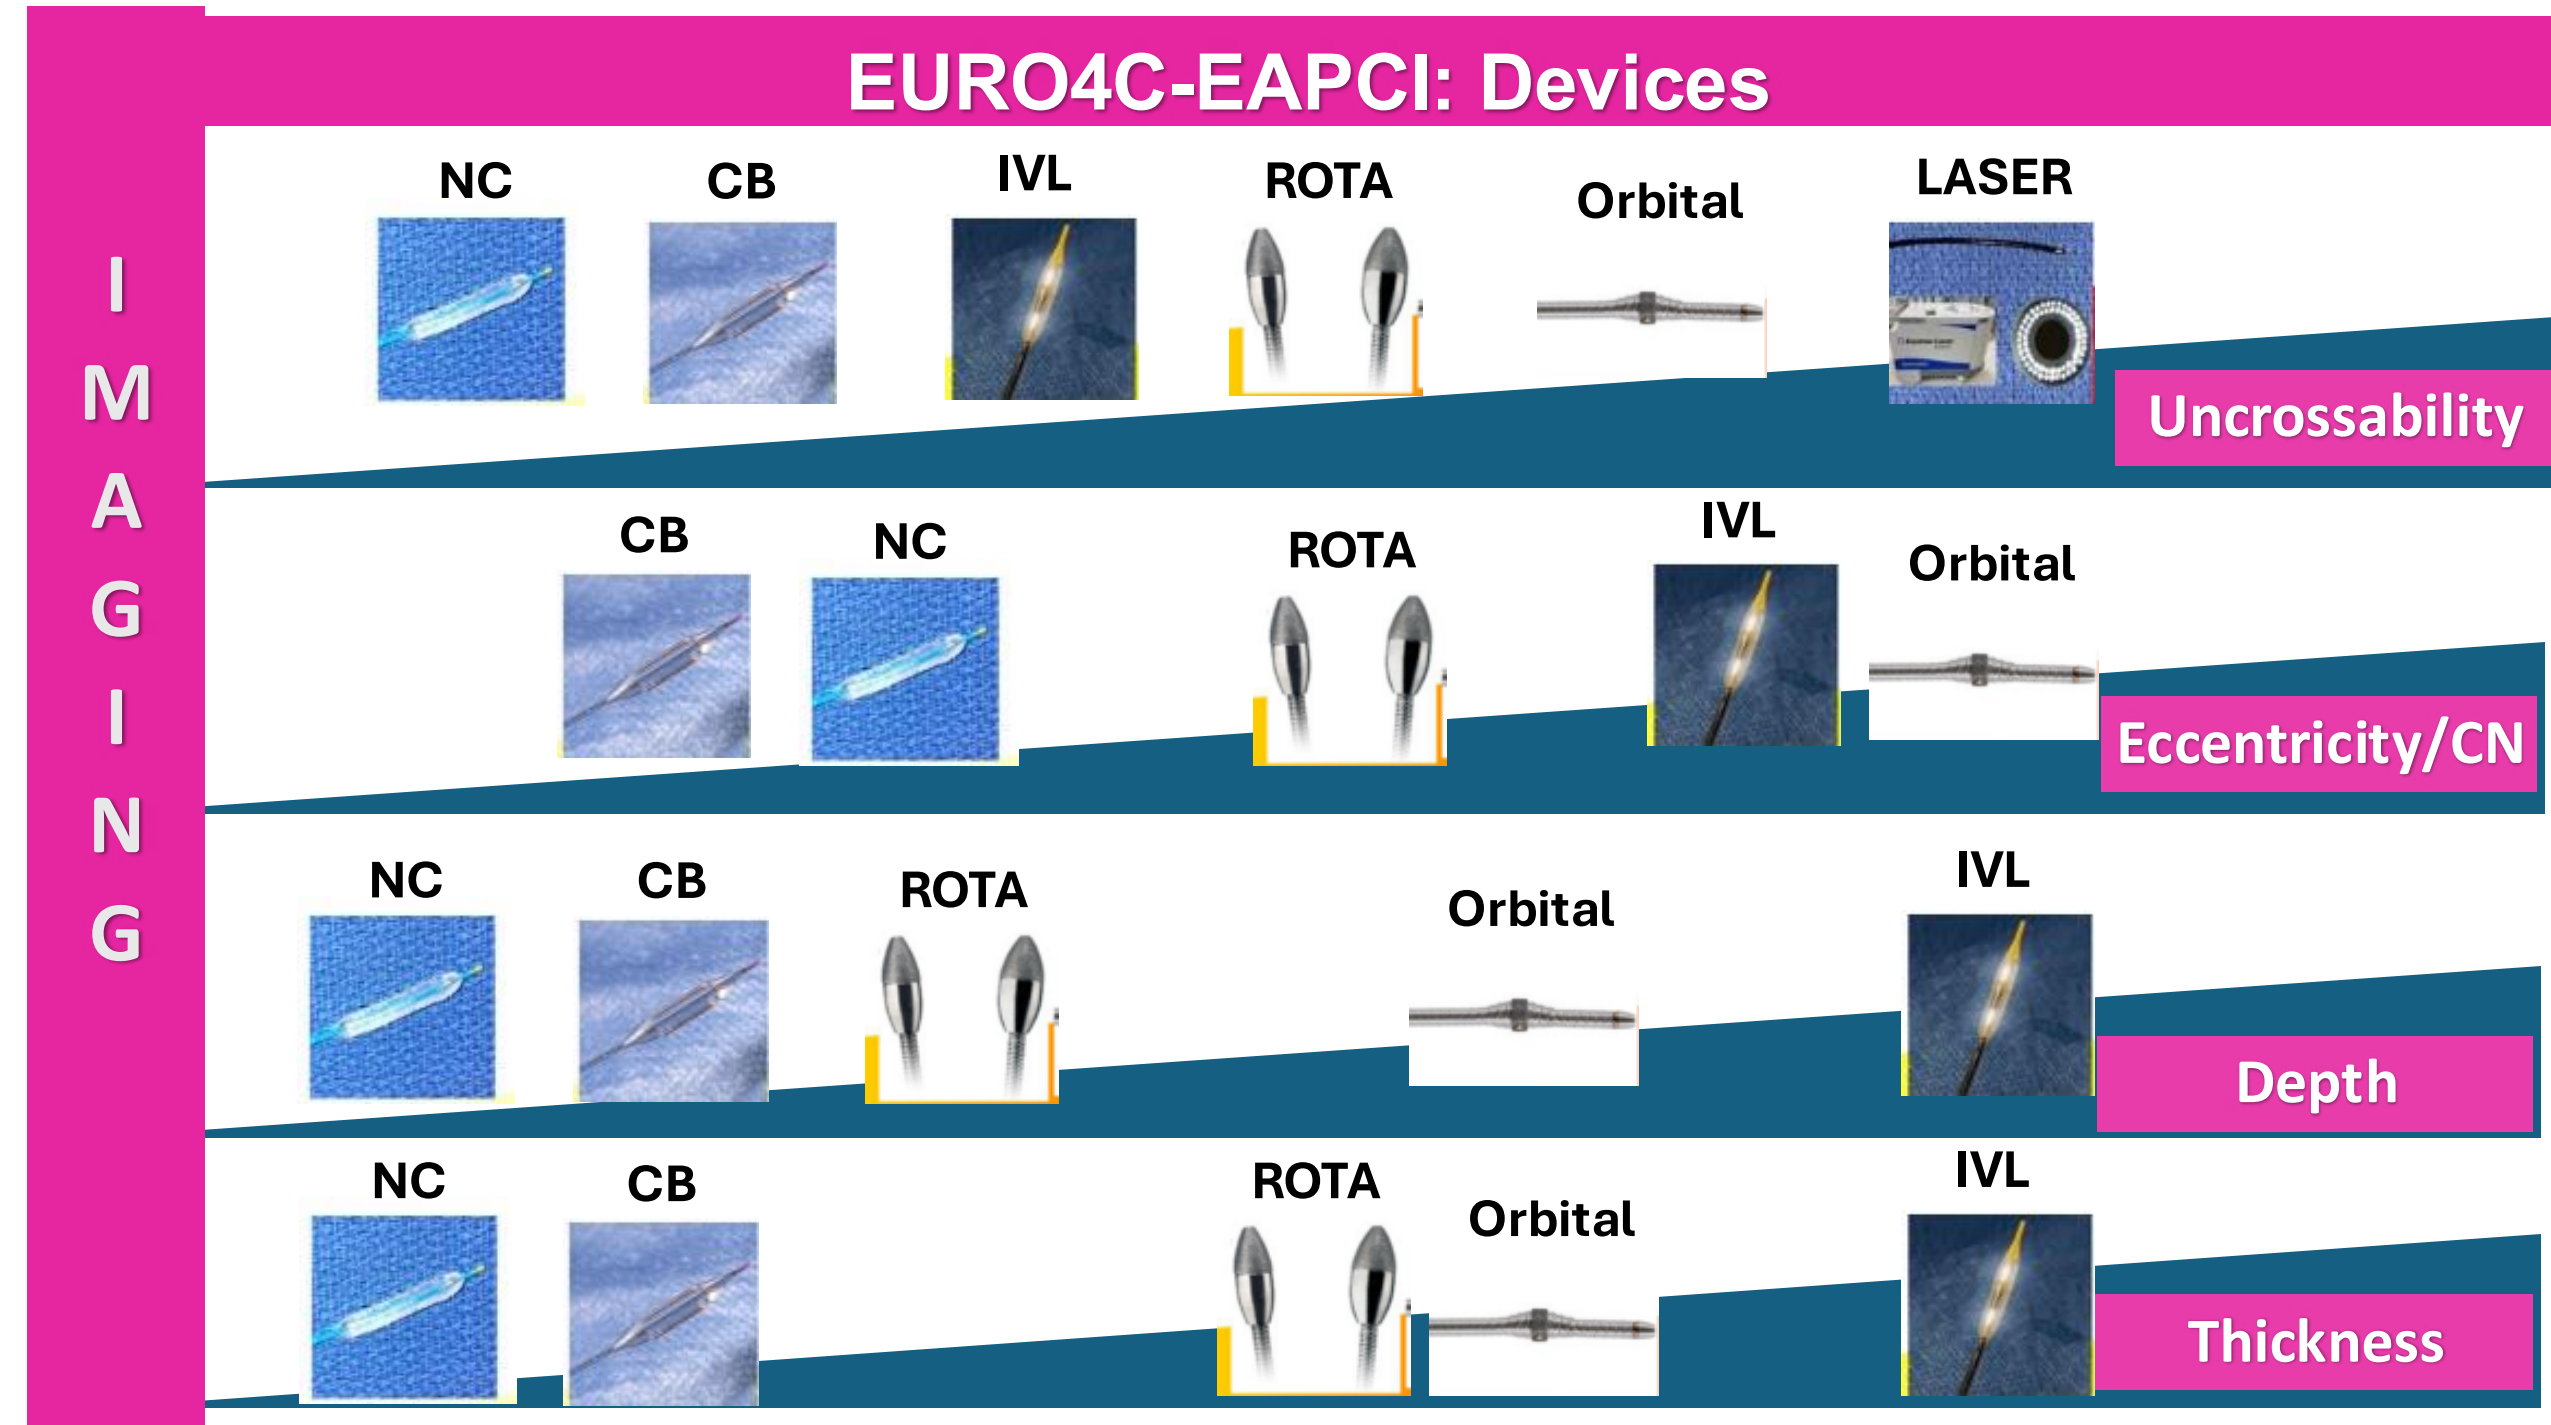 EURO4C-EAPCI: Devices
I
M
A
G
I
N
G
NC CB IVL ROTA Orbital LASER
Uncrossability
CB NC ROTA IVL Orbital
Eccentricity/CN
NC CB ROTA Orbital IVL
Depth
NC CB ROTA Orbital IVL
Thickness